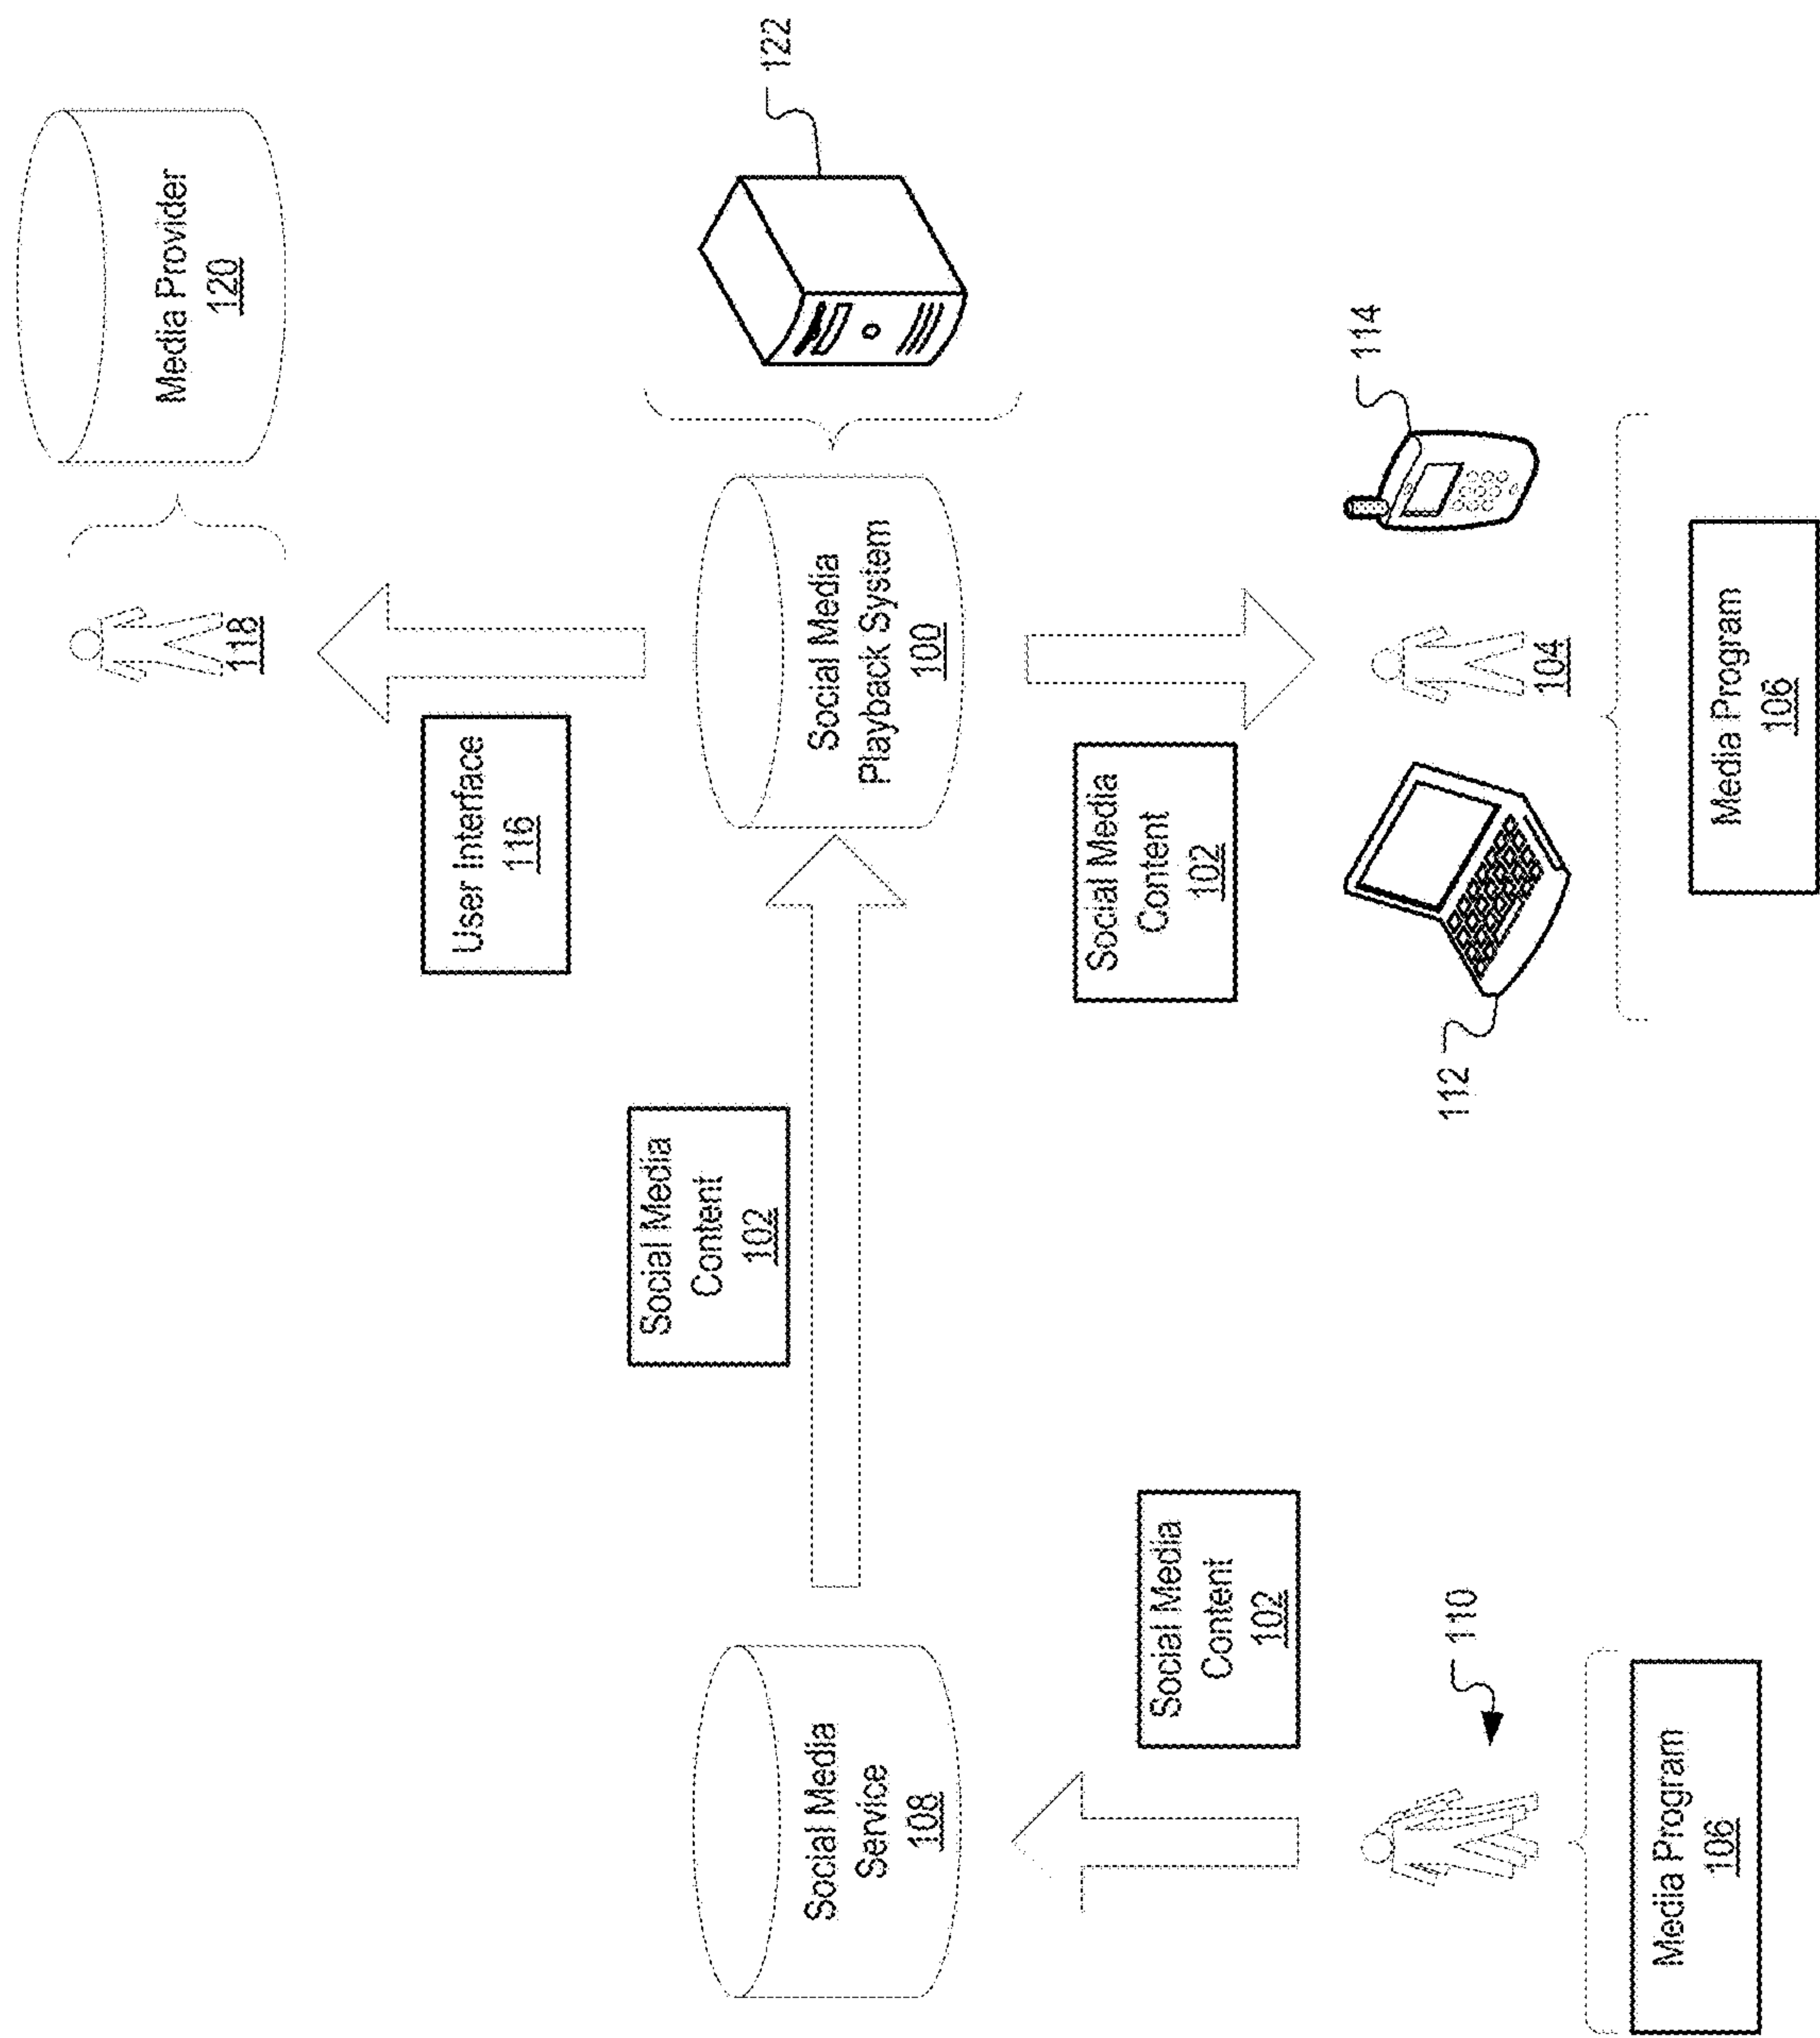 Media Provider
120
118
User Interface
116
122
Social Media
Service
108
Social Media
Content
102
Social Media
Playback System
100
Social Media
Content
102
Social Media
Content
102
110
112
104
114
Media Program
106
Media Program
106